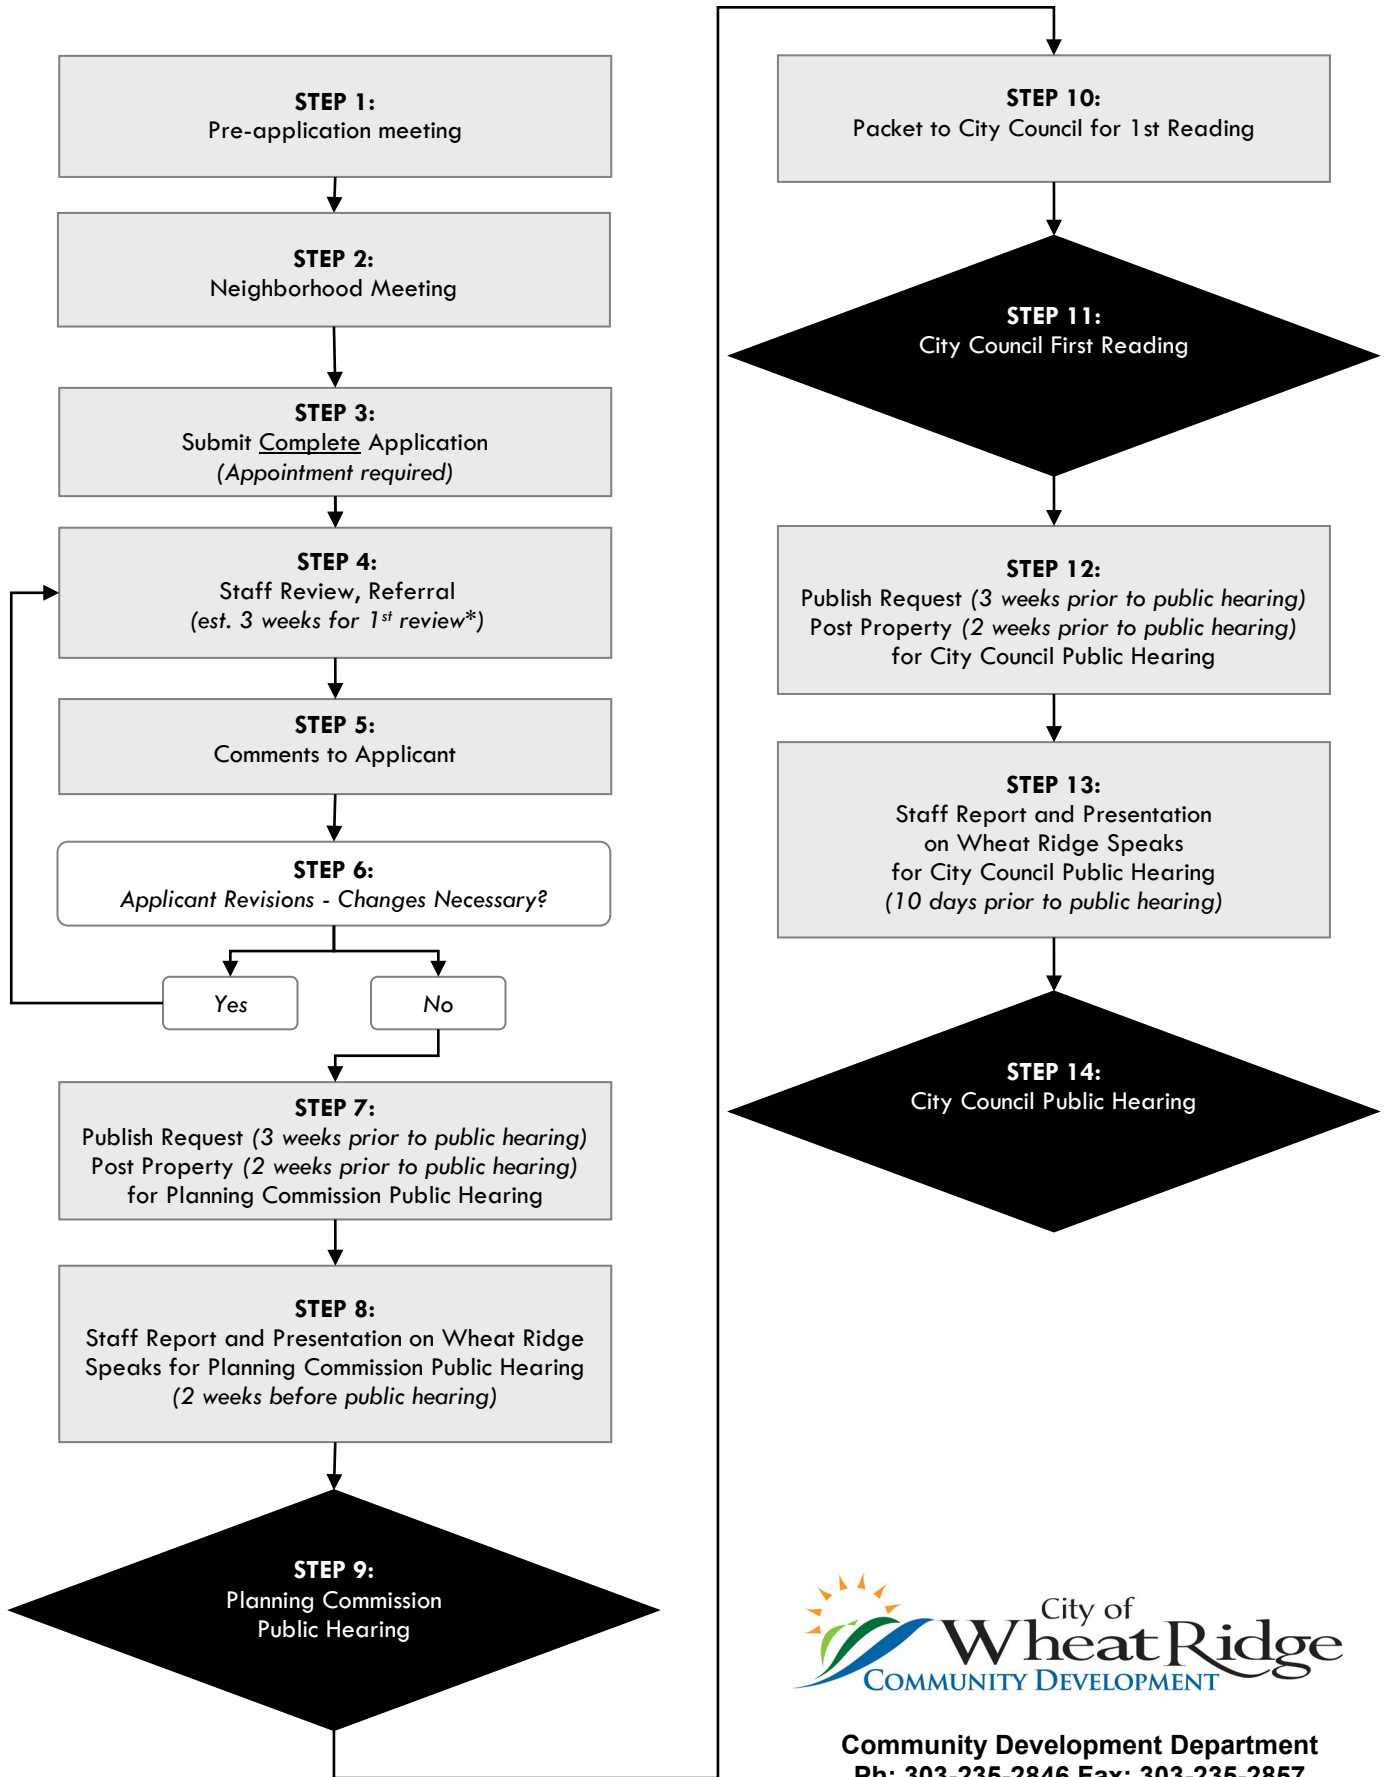 STEP 1:
Pre-application meeting
STEP 2:
Neighborhood Meeting
STEP 3:
Submit Complete Application
(Appointment required)
STEP 4:
Staff Review, Referral
(est. 3 weeks for 1st review*)
STEP 5:
Comments to Applicant
STEP 6:
Applicant Revisions - Changes Necessary?
Yes
No
STEP 7:
Publish Request (3 weeks prior to public hearing)
Post Property (2 weeks prior to public hearing)
for Planning Commission Public Hearing
STEP 8:
Staff Report and Presentation on Wheat Ridge
Speaks for Planning Commission Public Hearing
(2 weeks before public hearing)
STEP 9:
Planning Commission
Public Hearing
STEP 10:
Packet to City Council for 1st Reading
STEP 11:
City Council First Reading
STEP 12:
Publish Request (3 weeks prior to public hearing)
Post Property (2 weeks prior to public hearing)
for City Council Public Hearing
STEP 13:
Staff Report and Presentation
on Wheat Ridge Speaks
for City Council Public Hearing
(10 days prior to public hearing)
STEP 14:
City Council Public Hearing
City of
Wheat Ridge
COMMUNITY DEVELOPMENT
Community Development Department
Ph: 303-235-2846 Fax: 303-235-2857